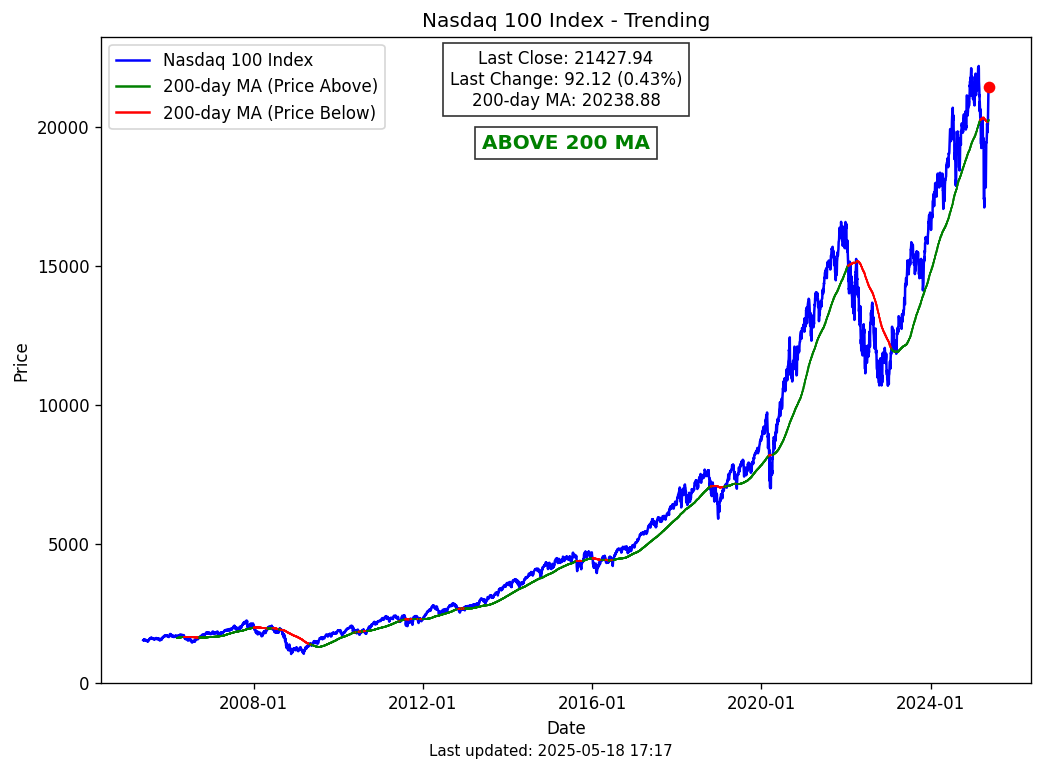 Nasdaq 100 Index - Trending
Nasdaq 100 Index
200-day MA (Price Above)
200-day MA (Price Below)
Last Close: 21427.94
Last Change: 92.12 (0.43%)
200-day MA: 20238.88
ABOVE 200 MA
Price
20000
15000
10000
5000
0
2008-01
2012-01
2016-01
2020-01
2024-01
Date
Last updated: 2025-05-18 17:17